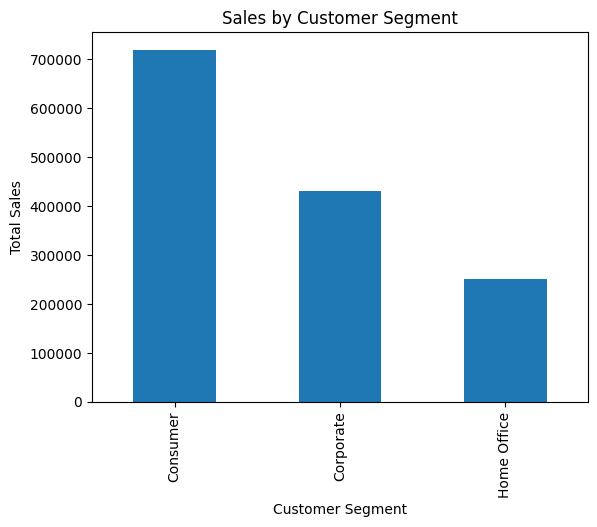 Sales by Customer Segment
Total Sales
700000
600000
500000
400000
300000
200000
100000
0
Consumer
Corporate
Home Office
Customer Segment